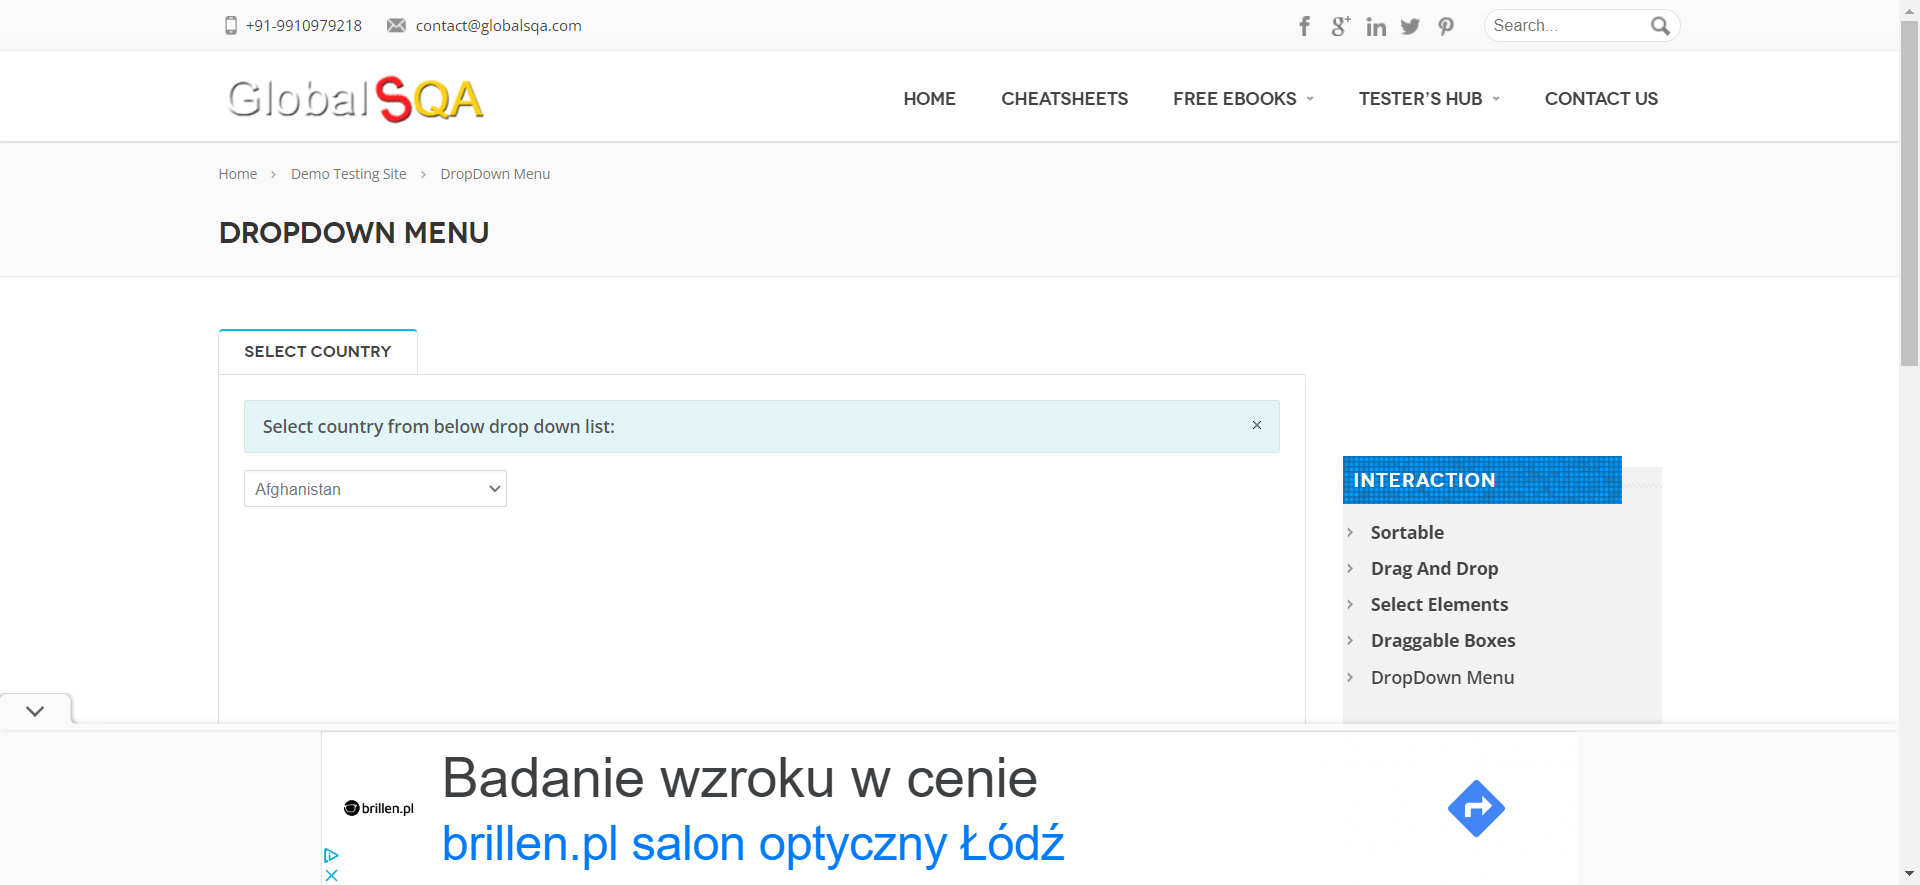 +91-9910979218 contact@globalsqa.com Search...
GlobalSQA HOME CHEATSHEETS FREE EBOOKS TESTER’S HUB CONTACT US
Home › Demo Testing Site › DropDown Menu
DROPDOWN MENU
SELECT COUNTRY
Select country from below drop down list: ×
Afghanistan
INTERACTION
Sortable
Drag And Drop
Select Elements
Draggable Boxes
DropDown Menu
Badanie wzroku w cenie
brillen.pl
brillen.pl salon optyczny Łódź